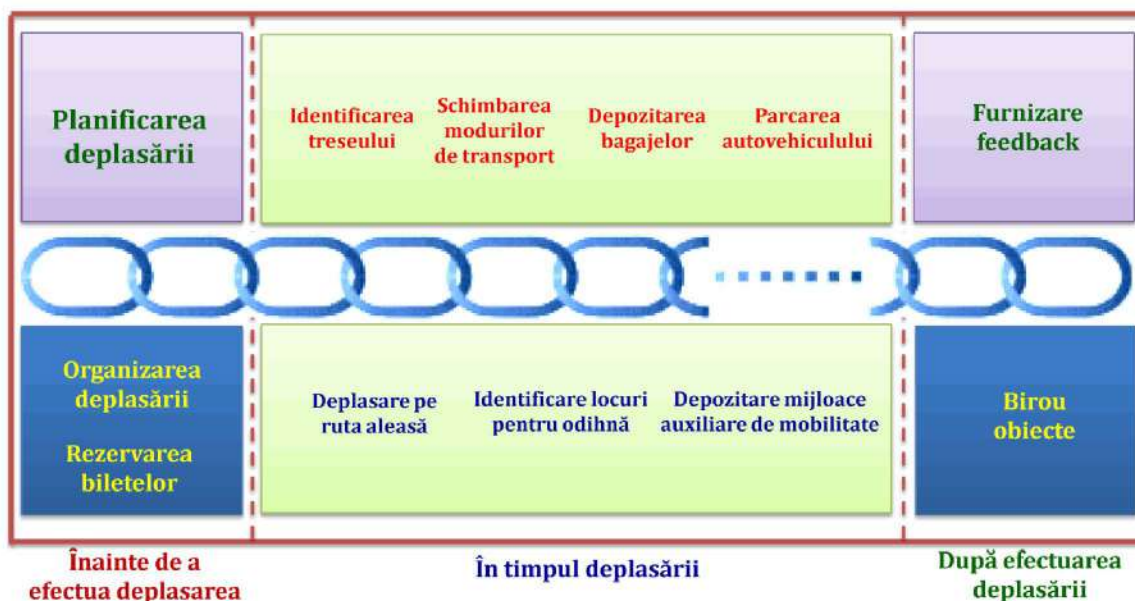 Planificarea
deplasării
Identificarea
treseului
Schimbarea
modurilor
de transport
Depozitarea
bagajelor
Parcarea
autovehiculului
Furnizare
feedback
Organizarea
deplasării
Rezervarea
biletelor
Deplasare pe
ruta aleasă
Identificare locuri
pentru odihnă
Depozitare mijloace
auxiliare de mobilitate
Birou
obiecte
Înainte de a
efectua deplasarea
În timpul deplasării
După efectuarea
deplasării